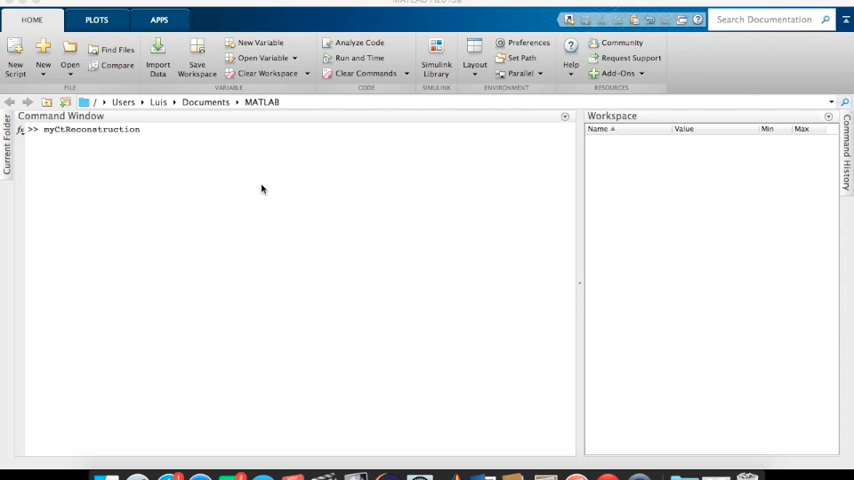 HOME PLOTS APPS Search Documentation
New Script New Open Find Files Compare Import Data Save Workspace New Variable Open Variable Clear Workspace Analyze Code Run and Time Clear Commands Simulink Library Layout Preferences Set Path Parallel Help Community Request Support Add-Ons
FILE VARIABLE CODE SIMULINK ENVIRONMENT RESOURCES
/ Users Luis Documents MATLAB
Command Window Workspace
Current Folder
fx >> myCtReconstruction
Name Value Min Max
Command History